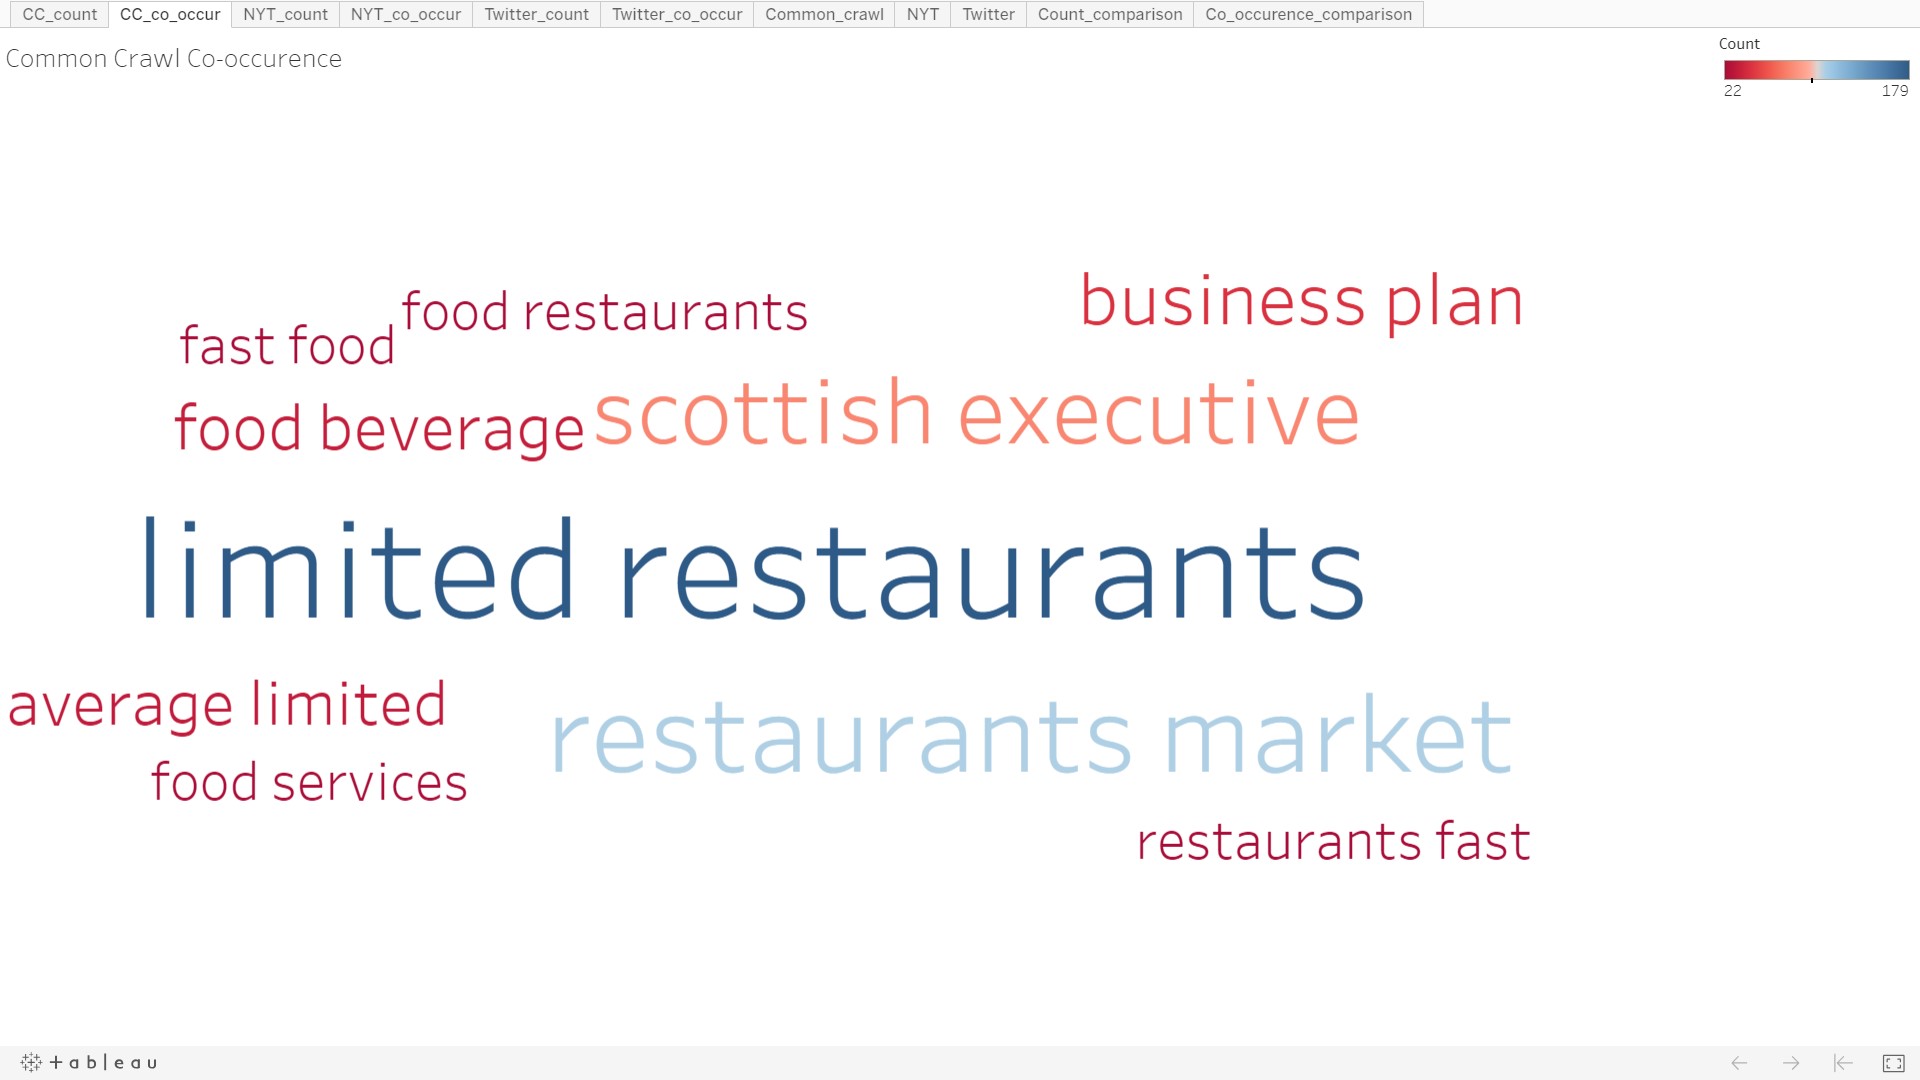 CC_count CC_co_occur NYT_count NYT_co_occur Twitter_count Twitter_co_occur Common_crawl NYT Twitter Count_comparison Co_occurence_comparison
Common Crawl Co-occurence
Count
22 179
business plan
food restaurants
fast food
scottish executive
food beverage
limited restaurants
average limited
restaurants market
food services
restaurants fast
+ a b | e a u